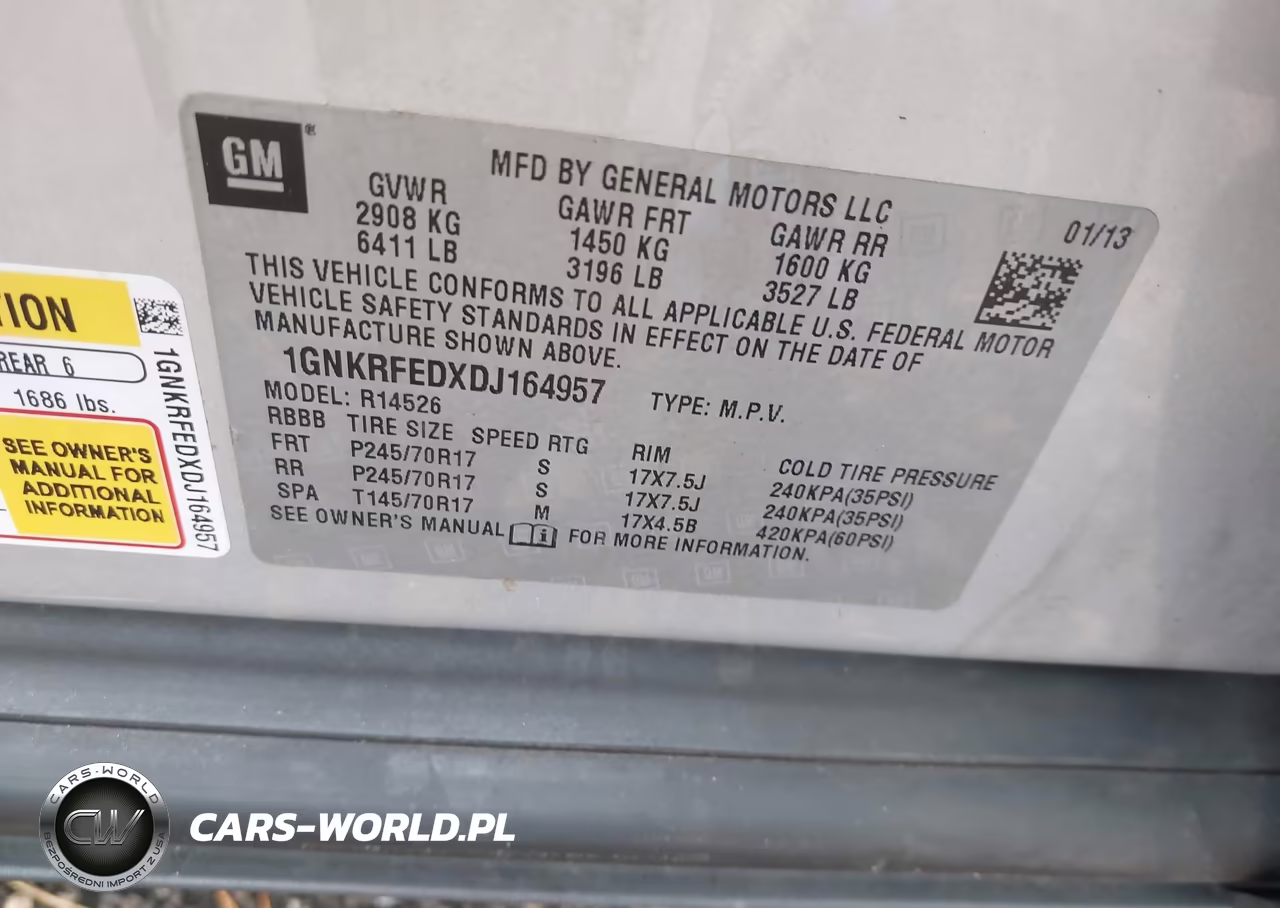 GM
®
MFD BY GENERAL MOTORS LLC
01/13
GVWR GAWR FRT GAWR RR
2908 KG 1450 KG 1600 KG
6411 LB 3196 LB 3527 LB
THIS VEHICLE CONFORMS TO ALL APPLICABLE U.S. FEDERAL MOTOR
VEHICLE SAFETY STANDARDS IN EFFECT ON THE DATE OF
MANUFACTURE SHOWN ABOVE.
1GNKRFEDXDJ164957 TYPE: M.P.V.
MODEL: R14526
RBBB TIRE SIZE SPEED RTG RIM COLD TIRE PRESSURE
FRT P245/70R17 S 17X7.5J 240KPA(35PSI)
RR P245/70R17 S 17X7.5J 240KPA(35PSI)
SPA T145/70R17 M 17X4.5B 420KPA(60PSI)
SEE OWNER'S MANUAL FOR MORE INFORMATION.
TION
REAR 6
1686 lbs.
SEE OWNER'S
MANUAL FOR
ADDITIONAL
INFORMATION
1GNKRFEDXDJ164957
CARS-WORLD
CW
BEZPOŚREDNI IMPORT Z USA
CARS-WORLD.PL